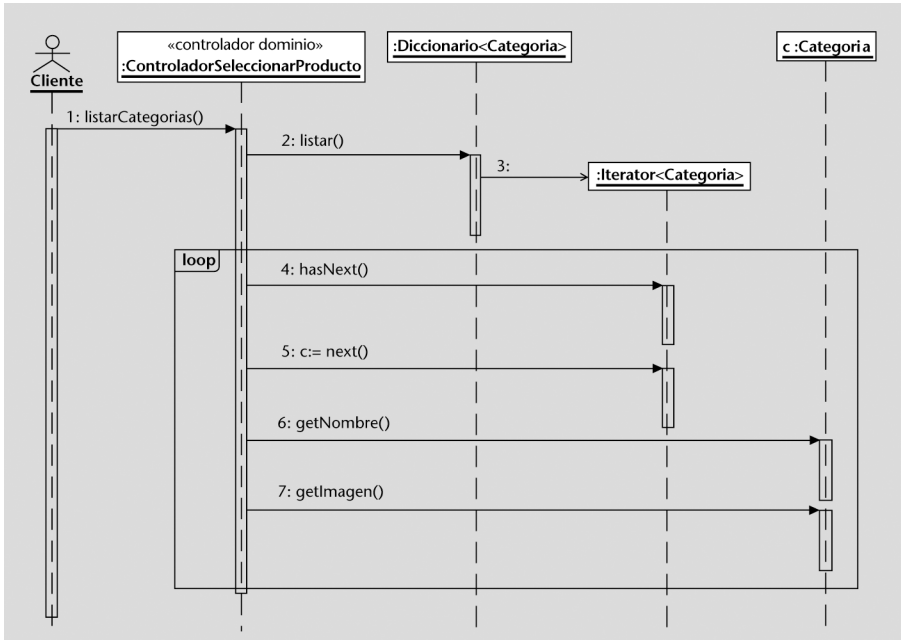 «controlador dominio»
:ControladorSeleccionarProducto
:Diccionario<Categoria>
c :Categoria
Cliente
1: listarCategorias()
2: listar()
3:
:Iterator<Categoria>
loop
4: hasNext()
5: c:= next()
6: getNombre()
7: getImagen()